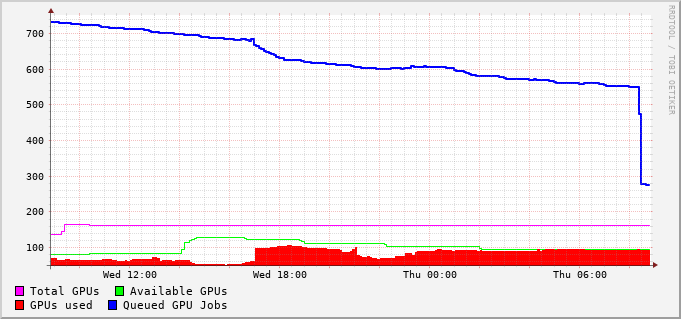 RRDTOOL / TOBI OETIKER
700
600
500
400
300
200
100
Wed 12:00 Wed 18:00 Thu 00:00 Thu 06:00
Total GPUs Available GPUs
GPUs used Queued GPU Jobs